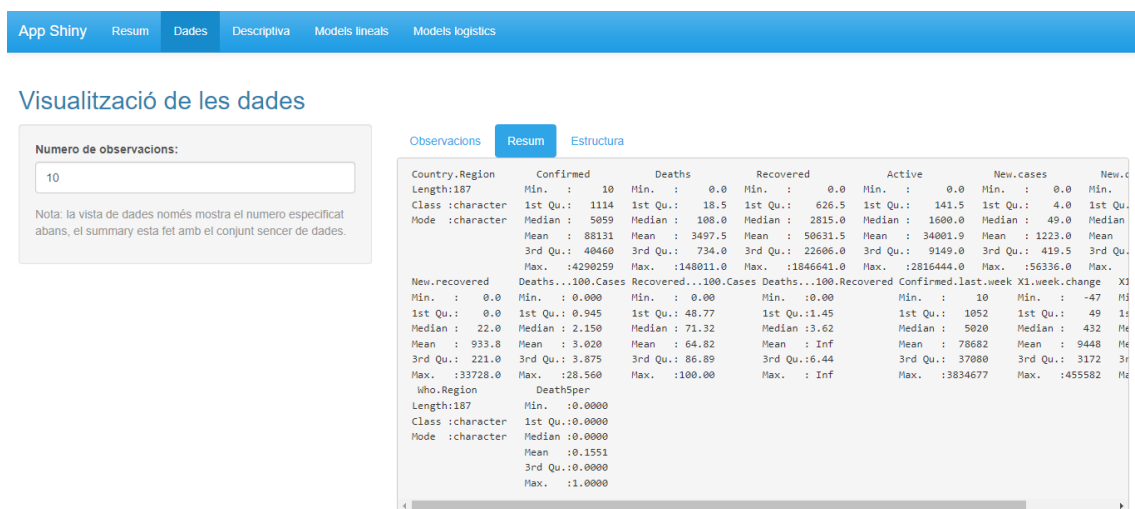 App Shiny Resum Dades Descriptiva Models lineals Models logistics
Visualització de les dades
Numero de observacions:
10
Nota: la vista de dades només mostra el numero especificat
abans, el summary esta fet amb el conjunt sencer de dades.
Observacions Resum Estructura
Country.Region Confirmed Deaths Recovered Active New.cases New.d
Length:187 Min. : 10 Min. : 0.0 Min. : 0.0 Min. : 0.0 Min. : 0.0 Min.
Class :character 1st Qu.: 1114 1st Qu.: 18.5 1st Qu.: 626.5 1st Qu.: 141.5 1st Qu.: 4.0 1st Qu.
Mode :character Median : 5059 Median : 108.0 Median : 2815.0 Median : 1600.0 Median : 49.0 Median
Mean : 88131 Mean : 3497.5 Mean : 50631.5 Mean : 34001.9 Mean : 1223.0 Mean
3rd Qu.: 40460 3rd Qu.: 734.0 3rd Qu.: 22606.0 3rd Qu.: 9149.0 3rd Qu.: 419.5 3rd Qu.
Max. :4290259 Max. :148011.0 Max. :1846641.0 Max. :2816444.0 Max. :56336.0 Max.
New.recovered Deaths...100.Cases Recovered...100.Cases Deaths...100.Recovered Confirmed.last.week X1.week.change X1
Min. : 0.0 Min. : 0.000 Min. : 0.00 Min. :0.00 Min. : 10 Min. : -47 Mi
1st Qu.: 0.0 1st Qu.: 0.945 1st Qu.: 48.77 1st Qu.:1.45 1st Qu.: 1052 1st Qu.: 49 1s
Median : 22.0 Median : 2.150 Median : 71.32 Median :3.62 Median : 5020 Median : 432 Me
Mean : 933.8 Mean : 3.020 Mean : 64.82 Mean : Inf Mean : 78682 Mean : 9448 Me
3rd Qu.: 221.0 3rd Qu.: 3.875 3rd Qu.: 86.89 3rd Qu.:6.44 3rd Qu.: 37080 3rd Qu.: 3172 3r
Max. :33728.0 Max. :28.560 Max. :100.00 Max. : Inf Max. :3834677 Max. :455582 Ma
Who.Region Death5per
Length:187 Min. :0.0000
Class :character 1st Qu.:0.0000
Mode :character Median :0.0000
Mean :0.1551
3rd Qu.:0.0000
Max. :1.0000